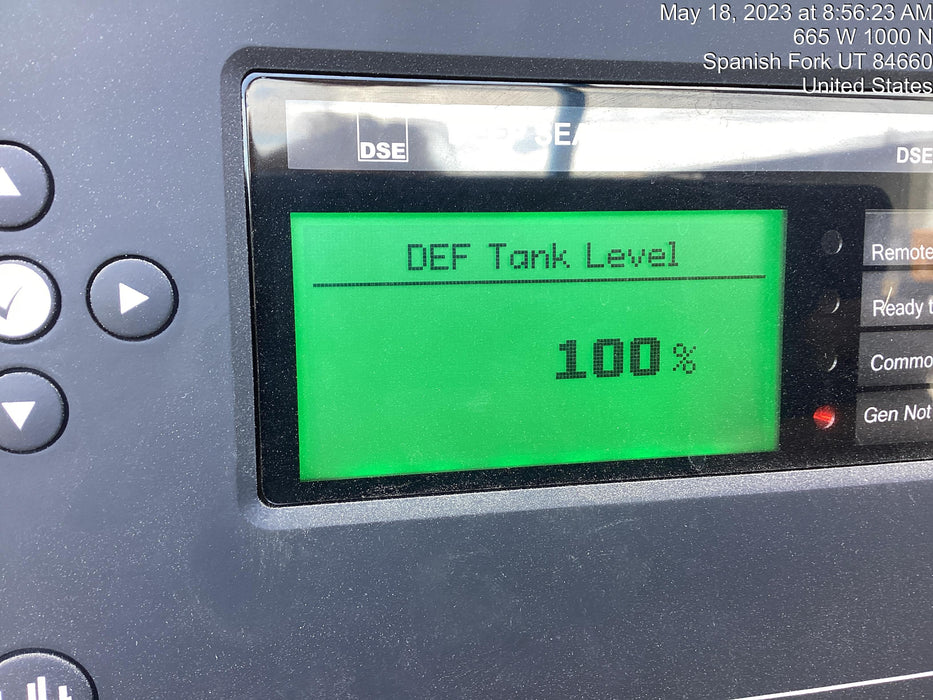 May 18, 2023 at 8:56:23 AM
665 W 1000 N
Spanish Fork UT 84660
United States
DSE
DSE
DEF Tank Level
100 %
Remote
Ready t
Commo
Gen Not